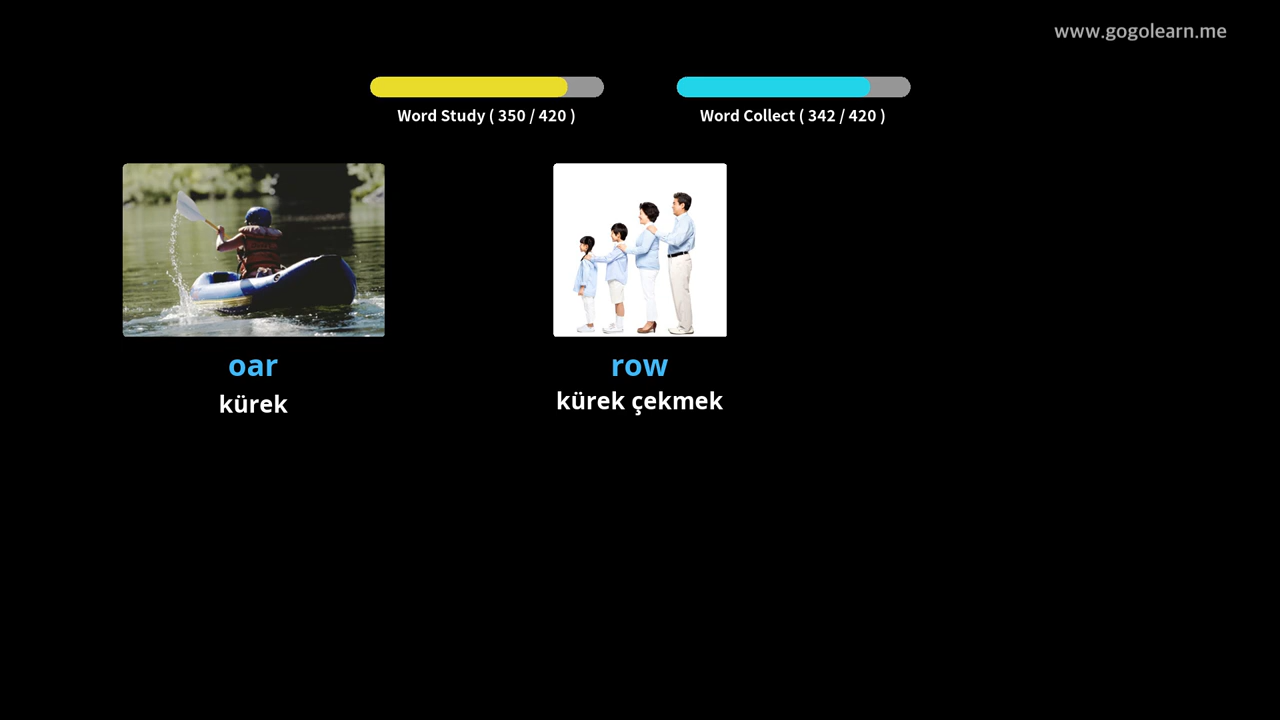 www.gogolearn.me
Word Study ( 350 / 420 )
Word Collect ( 342 / 420 )
oar
kürek
row
kürek çekmek